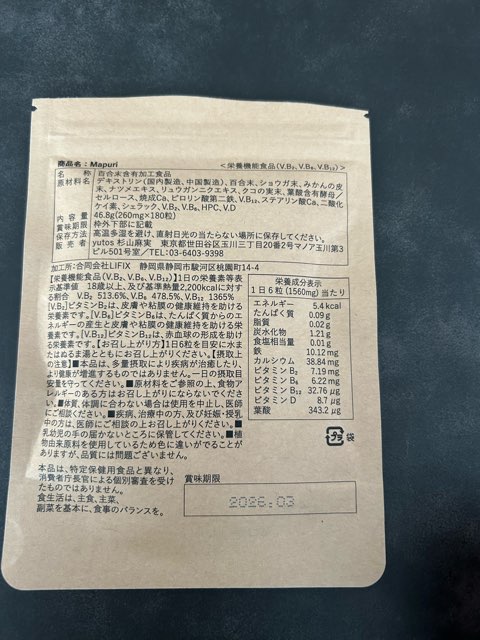 商品名：Mapuri ＜栄養機能食品(V.B₂、V.B₆、V.B₁₂)＞
名称 百合末含有加工食品
原材料名 デキストリン(国内製造、中国製造)、百合末、ショウガ末、みかんの皮
末、ナツメエキス、リュウガンニクエキス、クコの実末、葉酸含有酵母／
セルロース、焼成Ca、ピロリン酸第二鉄、V.B₁₂、ステアリン酸Ca、二酸化
ケイ素、シェラック、V.B₂、V.B₆、HPC、V.D
内容量 46.8g(260mg×180粒)
賞味期限 枠外下部に記載
保存方法 高温多湿を避け、直射日光の当たらない場所に保存してください。
販売者 yutos 杉山麻実 東京都世田谷区玉川三丁目20番2号マノア玉川第3
ビル501号室／TEL:03-6403-9398
加工所：合同会社LIFIX 静岡県静岡市駿河区桃園町14-4
【栄養機能食品(V.B₂、V.B₆、V.B₁₂)】1日の栄養素等表
示基準値 18歳以上、及び基準熱量2,200kcalに対す
る割合 V.B₂ 513.6%、V.B₆ 478.5%、V.B₁₂ 1365%
[V.B₂]ビタミンB₂は、皮膚や粘膜の健康維持を助ける
栄養素です。[V.B₆]ビタミンB₆は、たんぱく質からのエ
ネルギーの産生と皮膚や粘膜の健康維持を助ける栄
養素です。[V.B₁₂]ビタミンB₁₂は、赤血球の形成を助け
る栄養素です。【お召し上がり方】1日6粒を目安に水ま
たはぬるま湯とともにお召し上がりください。【摂取上
の注意】■本品は、多量摂取により疾病が治癒したり、
より健康が増進するものではありません。一日の摂取目
安量を守ってください。■原材料をご参照の上、食物ア
レルギーのある方はお召し上がりにならないでくださ
い。■体質、体調に合わない場合は使用を中止し、医師
にご相談ください。■疾病、治療中の方、及び妊娠・授乳
中の方は、医師にご相談の上お召し上がりください。■
乳幼児の手の届かないところに保管してください。■植
物由来原料を使用しているため色に違いがでることが
ありますが、品質には問題ございません。
本品は、特定保健用食品と異なり、
消費者庁長官による個別審査を受け
たものではありません。
食生活は、主食、主菜、
副菜を基本に、食事のバランスを。
栄養成分表示
1日6粒(1560mg)当たり
エネルギー 5.4kcal
たんぱく質 0.09g
脂質 0.02g
炭水化物 1.21g
食塩相当量 0.01g
鉄 10.12mg
カルシウム 38.84mg
ビタミンB₂ 7.19mg
ビタミンB₆ 6.22mg
ビタミンB₁₂ 32.76μg
ビタミンD 8.7μg
葉酸 343.2μg
プラ 袋
賞味期限
2026.03